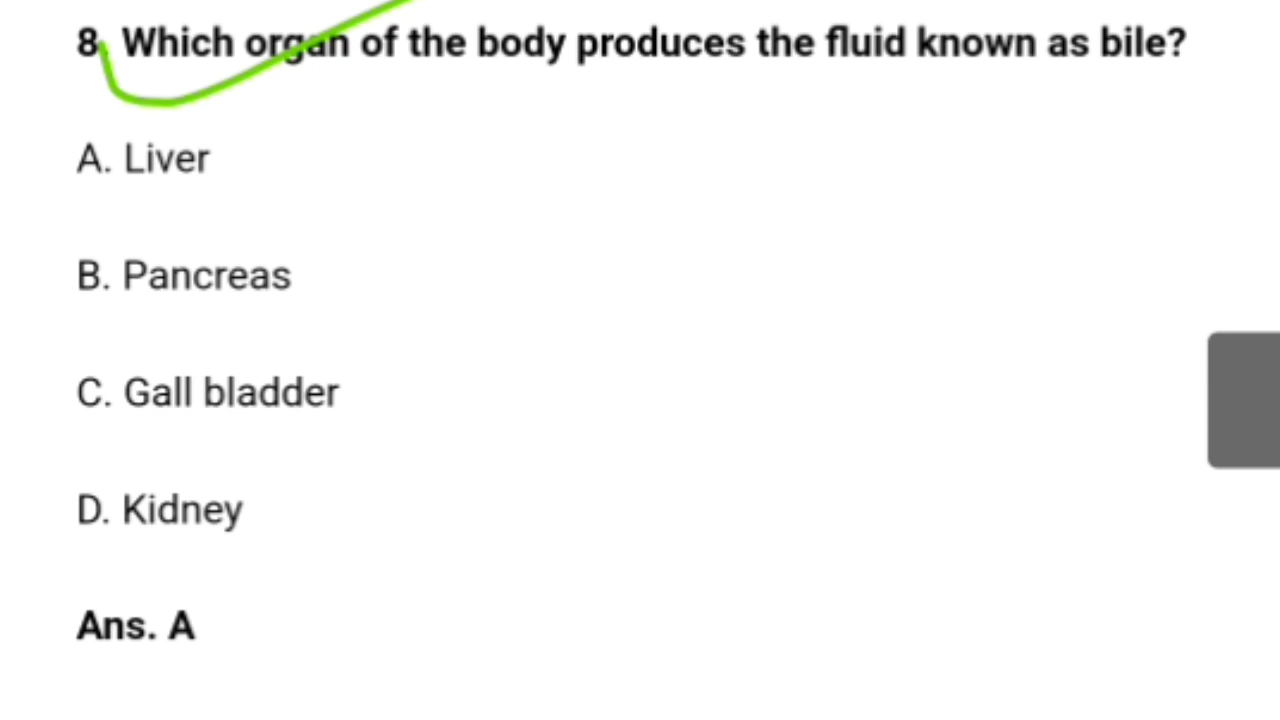 8. Which organ of the body produces the fluid known as bile?
A. Liver
B. Pancreas
C. Gall bladder
D. Kidney
Ans. A